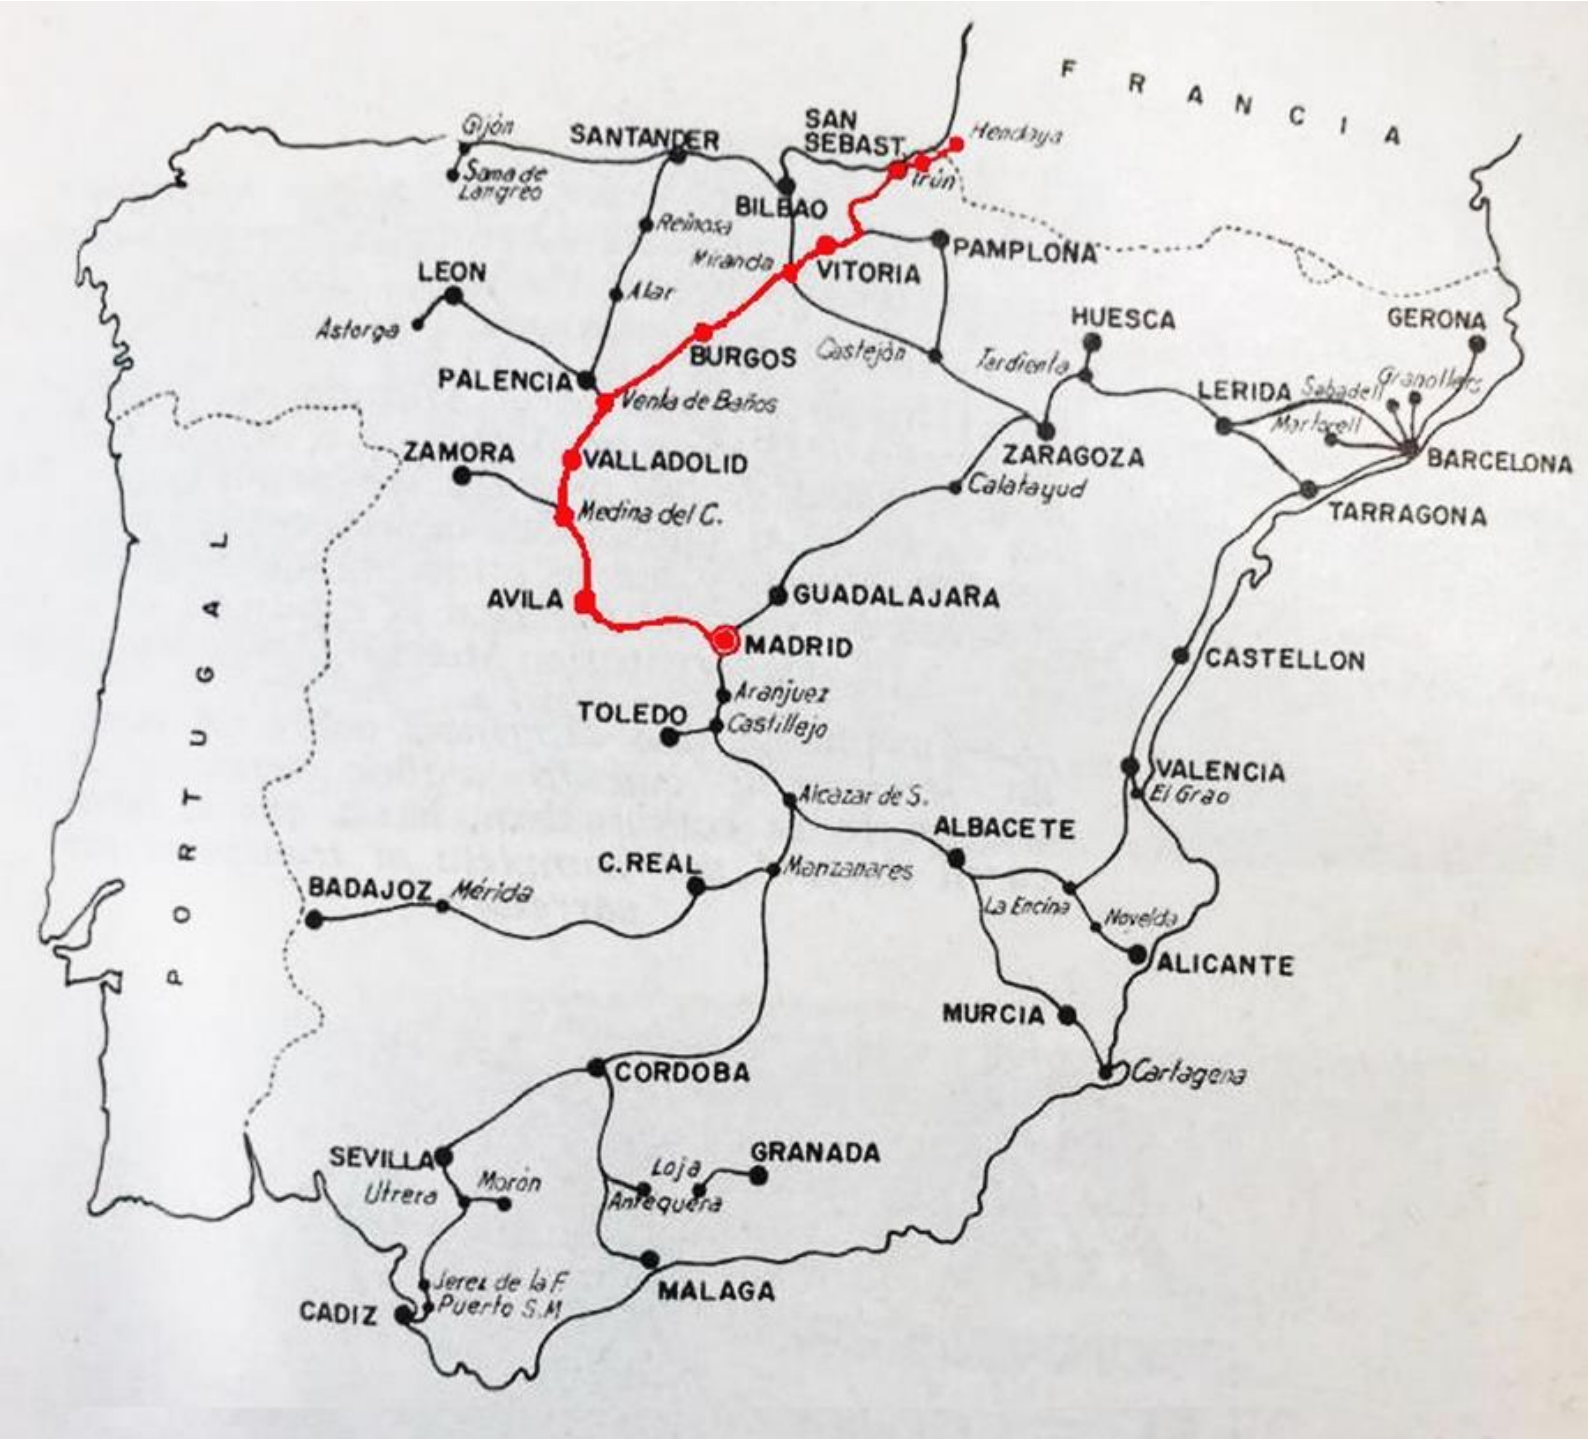 FRANCIA
Gijón
SANTANDER
SAN
SEBAST.
Hendaya
Irún
Sama de
Langreo
BILBAO
Reinosa
Miranda
VITORIA
PAMPLONA
LEON
Alar
Astorga
BURGOS
Castejón
HUESCA
Tardienta
GERONA
PALENCIA
Venta de Baños
LERIDA
Sabadell
Granollers
Martorell
ZAMORA
VALLADOLID
ZARAGOZA
BARCELONA
Calatayud
TARRAGONA
Medina del C.
PORTUGAL
AVILA
GUADALAJARA
MADRID
CASTELLON
Aranjuez
TOLEDO
Castillejo
VALENCIA
El Grao
Alcazar de S.
ALBACETE
C.REAL
Manzanares
BADAJOZ
Mérida
La Encina
Novelda
ALICANTE
MURCIA
Cartagena
CORDOBA
SEVILLA
GRANADA
Loja
Morón
Utrera
Antequera
Jerez de la F.
Puerto S.M.
CADIZ
MALAGA